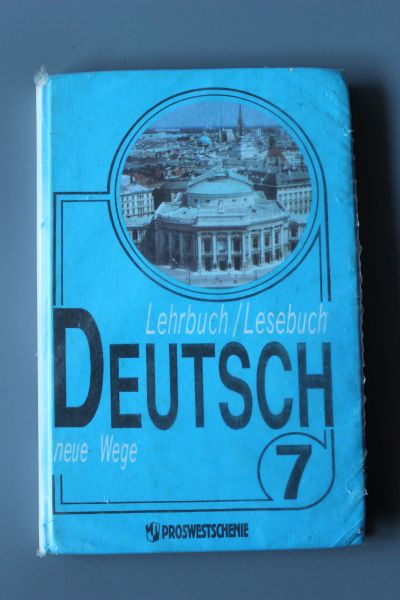 Lehrbuch/Lesebuch
DEUTSCH
neue Wege
7
PROSWESTSCHENIE